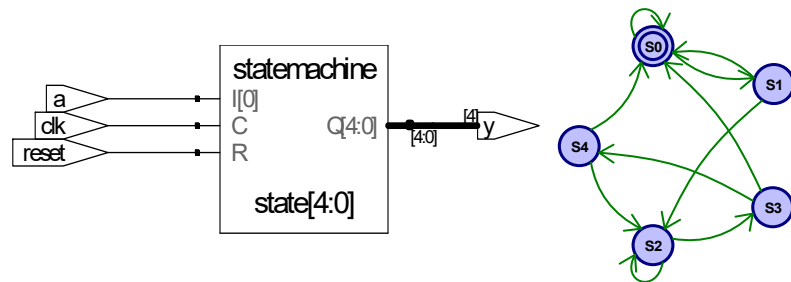 statemachine
a
I[0]
clk
C
Q[4:0]
[4:0]
[4]
y
reset
R
state[4:0]
S0
S1
S4
S3
S2